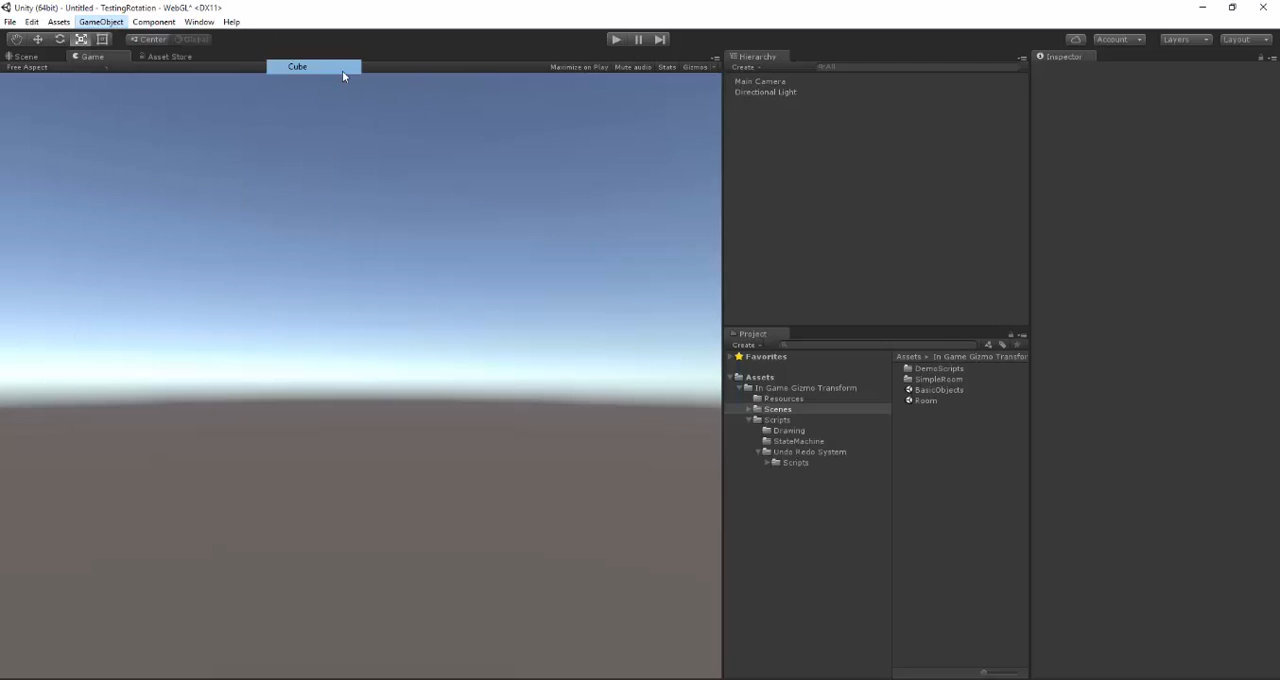 Unity (64bit) - Untitled - TestingRotation - WebGL* <DX11>
File Edit Assets GameObject Component Window Help
Center Global Account Layers Layout
Scene Game Asset Store
Free Aspect Maximize on Play Mute audio Stats Gizmos
Cube
Hierarchy
Create All
Main Camera
Directional Light
Inspector
Project
Create
Favorites
Assets
In Game Gizmo Transform
Resources
Scenes
Scripts
Drawing
StateMachine
Undo Redo System
Scripts
Assets ▸ In Game Gizmo Transfor
DemoScripts
SimpleRoom
BasicObjects
Room